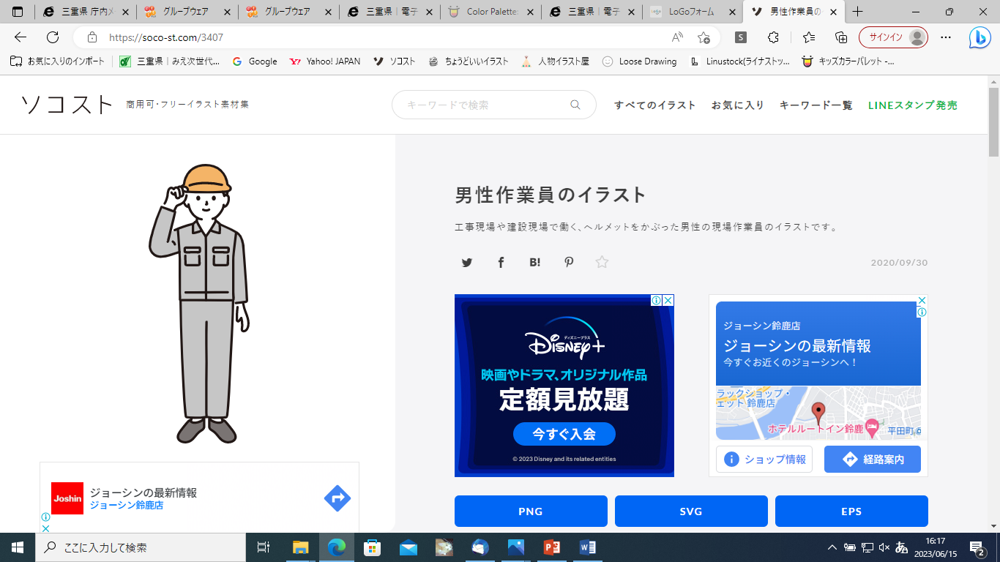 三重県 庁内メ
グループウェア
グループウェア
三重県｜電子
Color Palette:
三重県｜電子
LoGoフォーム
男性作業員の
https://soco-st.com/3407
サインイン
お気に入りのインポート
三重県｜みえ次世代...
Google
Yahoo! JAPAN
ソコスト
ちょうどいいイラスト
人物イラスト屋
Loose Drawing
Linustock(ライナストッ...
キッズカラーパレット -...
ソコスト
商用可・フリーイラスト素材集
キーワードで検索
すべてのイラスト
お気に入り
キーワード一覧
LINEスタンプ発売
男性作業員のイラスト
工事現場や建設現場で働く、ヘルメットをかぶった男性の現場作業員のイラストです。
B!
2020/09/30
ディズニープラス
Disney+
映画やドラマ、オリジナル作品
定額見放題
今すぐ入会
© 2023 Disney and its related entities
ジョーシン鈴鹿店
ジョーシンの最新情報
今すぐお近くのジョーシンへ！
ラックショップ・
ェット 鈴鹿店
ホテルルートイン鈴鹿
平田町
ショップ情報
経路案内
Joshin
ジョーシンの最新情報
ジョーシン鈴鹿店
PNG
SVG
EPS
ここに入力して検索
あ
16:17
2023/06/15
2